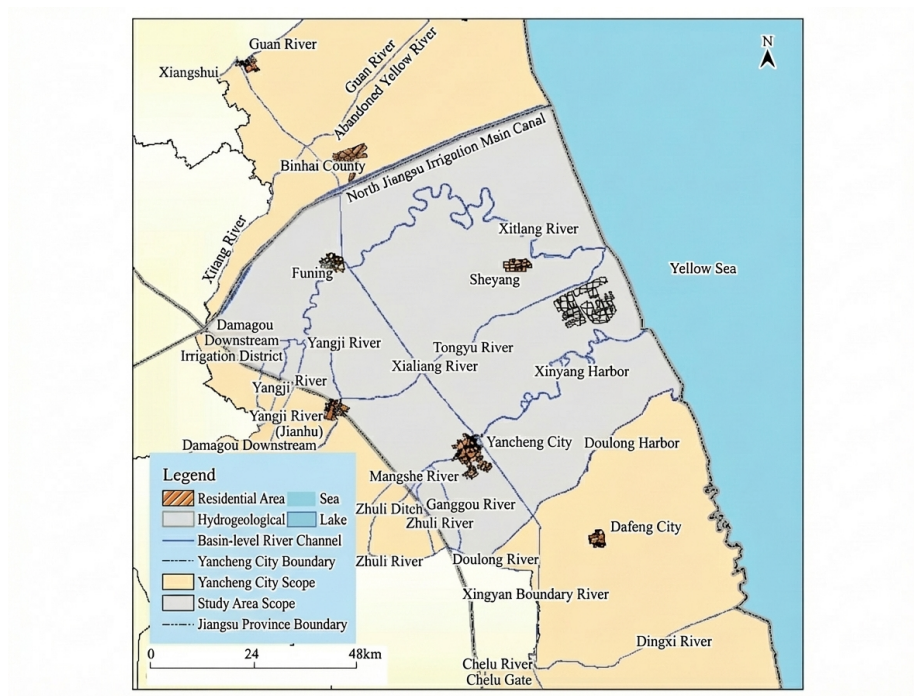 N
Guan River
Xiangshui
Guan River
Abandoned Yellow River
Binhai County
North Jiangsu Irrigation Main Canal
Xitang River
Xitlang River
Funing
Sheyang
Yellow Sea
Damagou
Downstream
Irrigation District
Yangji River
Tongyu River
Xialiang River
Xinyang Harbor
Yangji River
Yangji River
(Jianhu)
Damagou Downstream
Yancheng City
Doulong Harbor
Mangshe River
Zhuli Ditch
Ganggou River
Zhuli River
Dafeng City
Zhuli River
Doulong River
Xingyan Boundary River
Dingxi River
Chelu River
Chelu Gate
Legend
Residential Area
Sea
Hydrogeological
Lake
Basin-level River Channel
Yancheng City Boundary
Yancheng City Scope
Study Area Scope
Jiangsu Province Boundary
0 24 48km